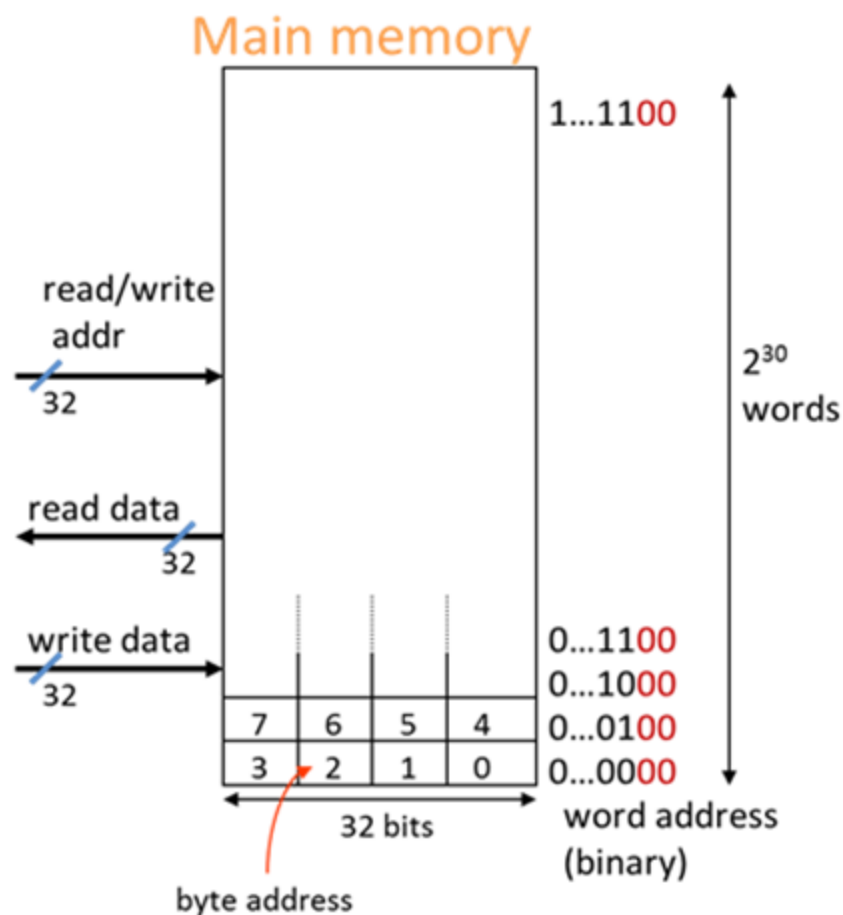 Main memory
1...1100
read/write
addr
32
2³⁰
words
read data
32
write data
32
0...1100
0...1000
7 6 5 4
0...0100
3 2 1 0
0...0000
32 bits
word address
(binary)
byte address